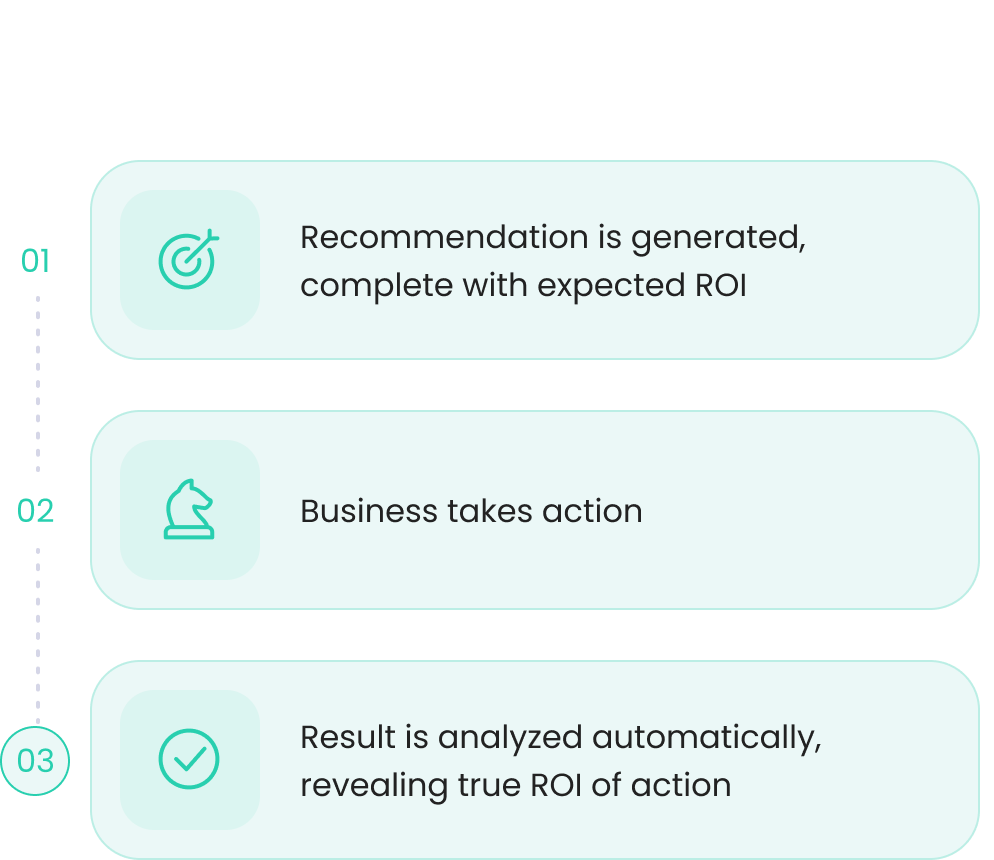 01
Recommendation is generated,
complete with expected ROI
02
Business takes action
03
Result is analyzed automatically,
revealing true ROI of action